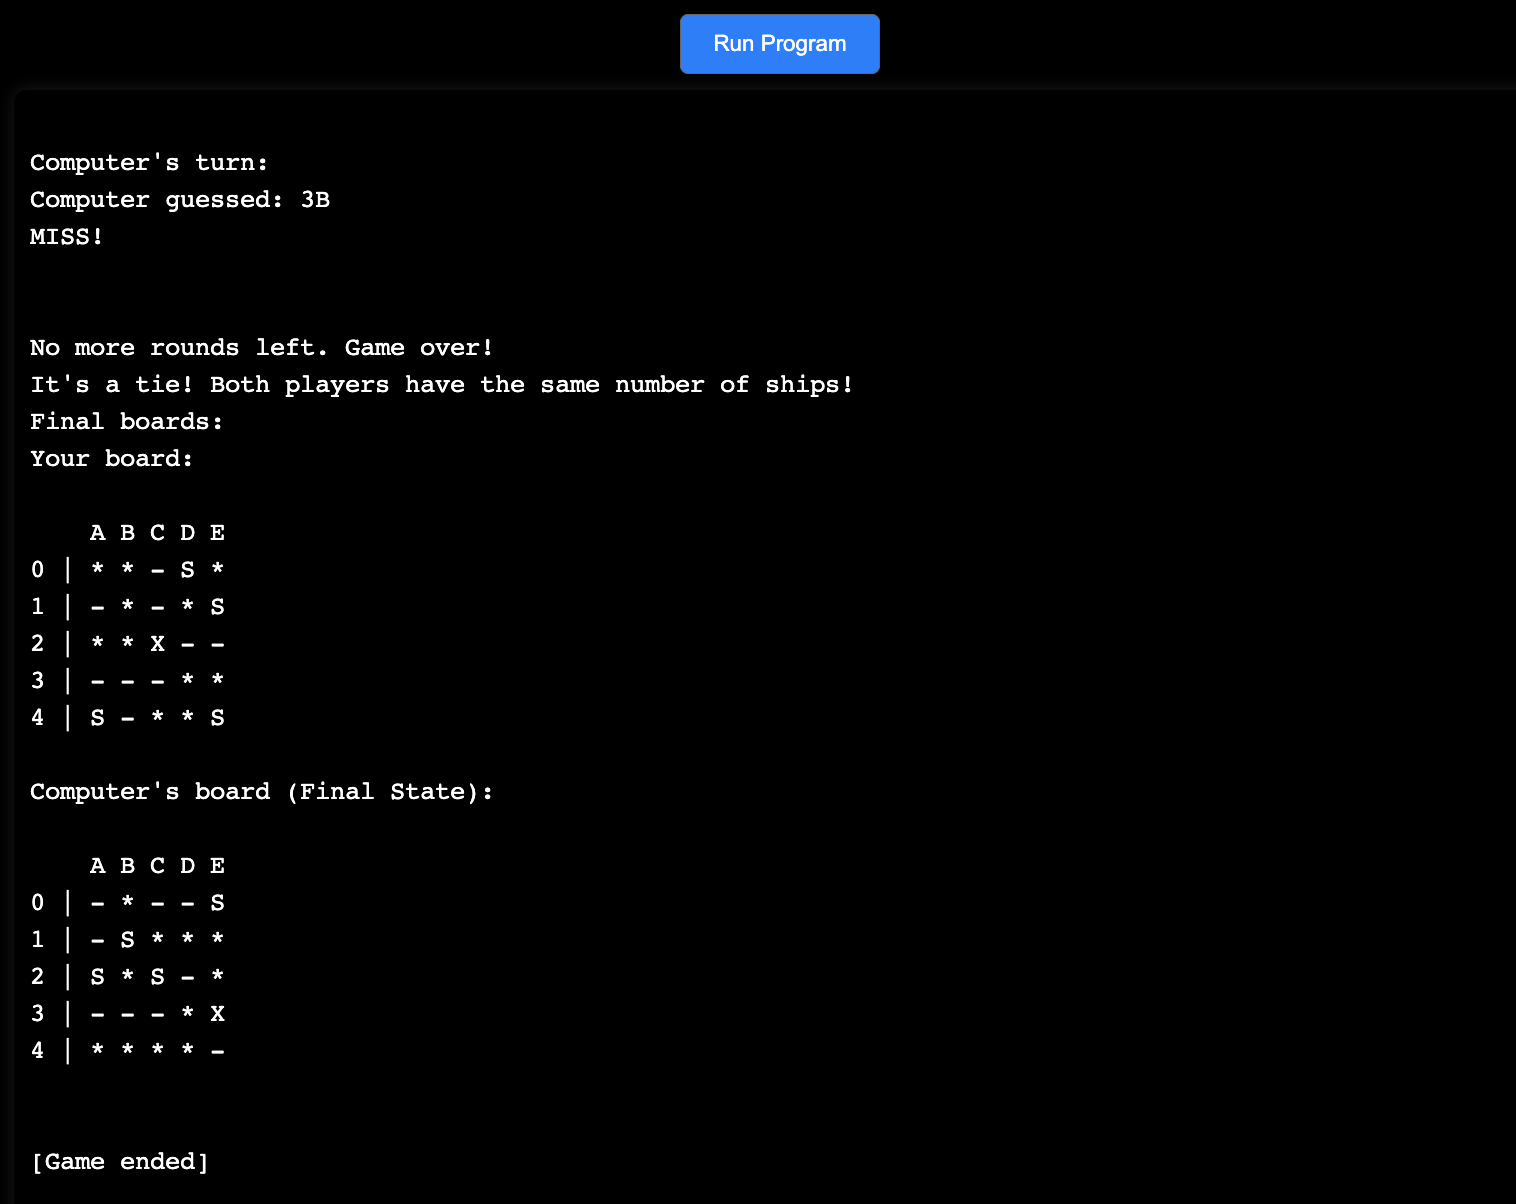 Run Program
Computer's turn:
Computer guessed: 3B
MISS!
No more rounds left. Game over!
It's a tie! Both players have the same number of ships!
Final boards:
Your board:
    A B C D E
0 | * * - S *
1 | - * - * S
2 | * * X - -
3 | - - - * *
4 | S - * * S
Computer's board (Final State):
    A B C D E
0 | - * - - S
1 | - S * * *
2 | S * S - *
3 | - - - * X
4 | * * * * -
[Game ended]